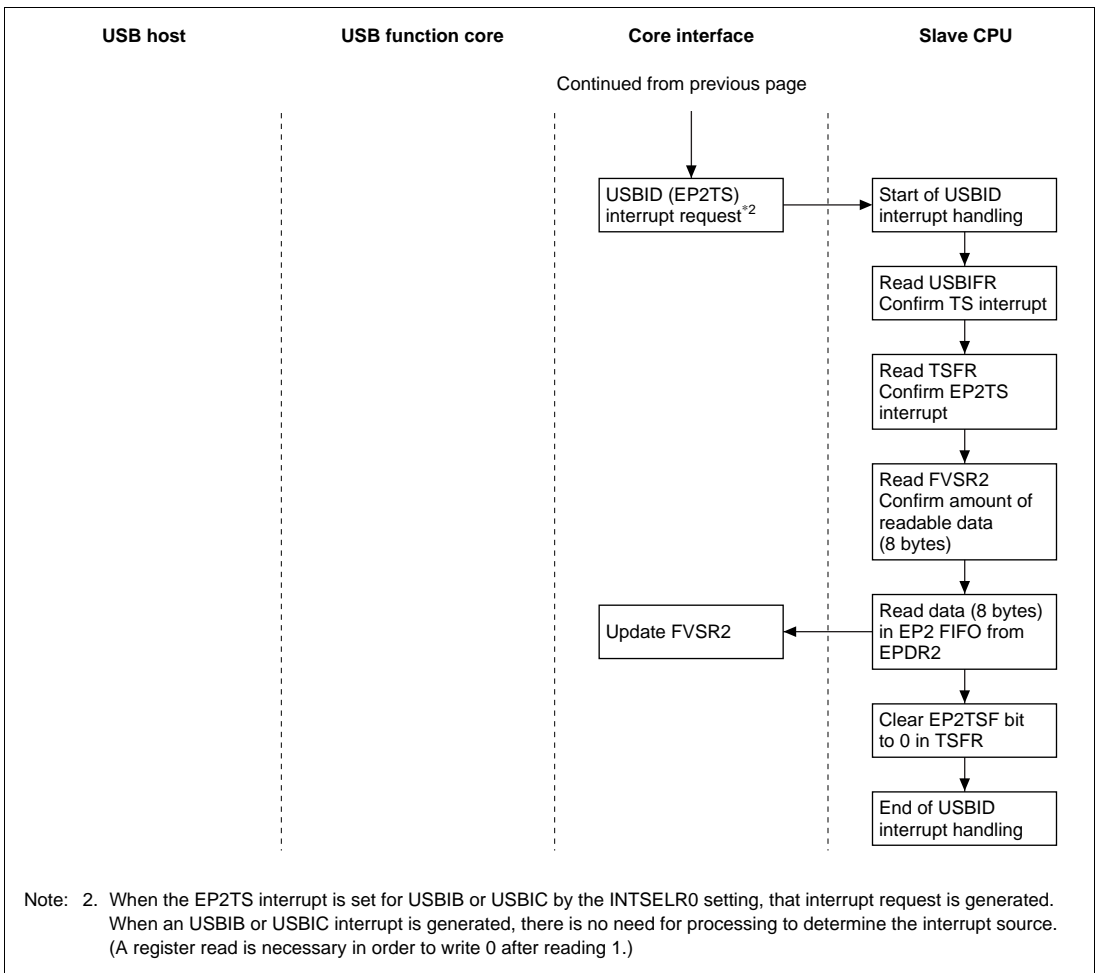 USB host
USB function core
Core interface
Slave CPU
Continued from previous page
USBID (EP2TS)
interrupt request*2
Start of USBID
interrupt handling
Read USBIFR
Confirm TS interrupt
Read TSFR
Confirm EP2TS
interrupt
Read FVSR2
Confirm amount of
readable data
(8 bytes)
Update FVSR2
Read data (8 bytes)
in EP2 FIFO from
EPDR2
Clear EP2TSF bit
to 0 in TSFR
End of USBID
interrupt handling
Note: 2. When the EP2TS interrupt is set for USBIB or USBIC by the INTSELR0 setting, that interrupt request is generated.
When an USBIB or USBIC interrupt is generated, there is no need for processing to determine the interrupt source.
(A register read is necessary in order to write 0 after reading 1.)